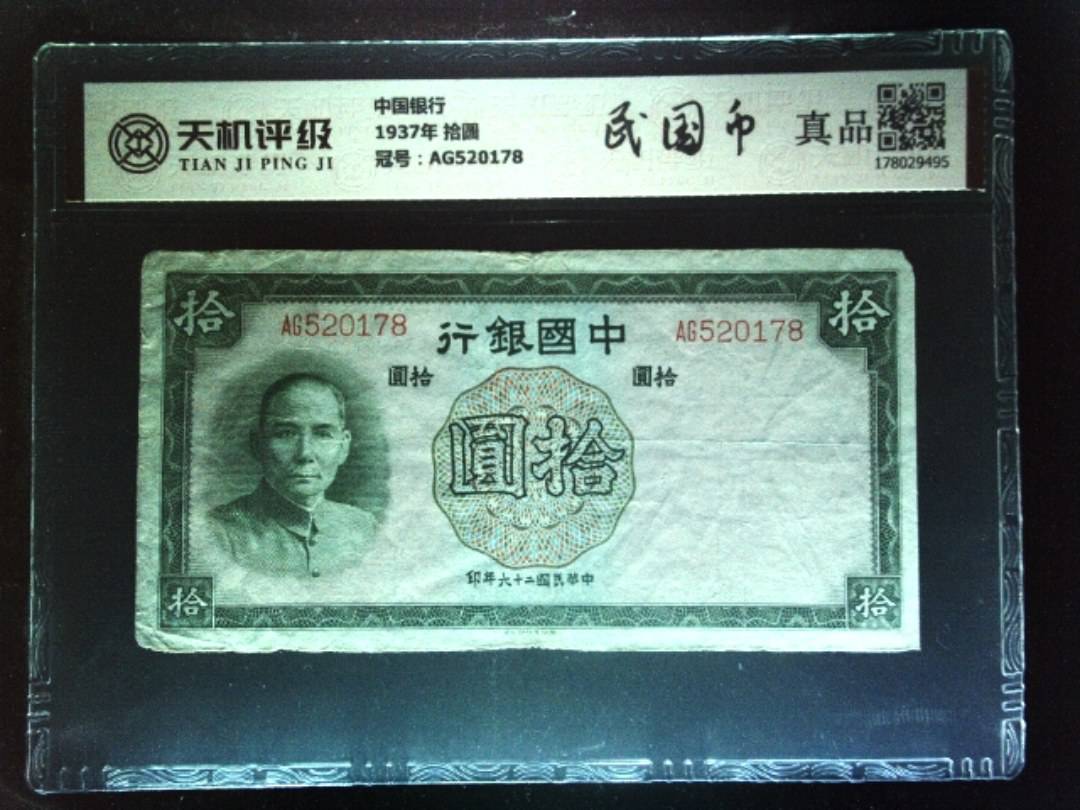 天机评级
TIAN JI PING JI
中国银行
1937年 拾圆
冠号：AG520178
民国币
真品
178029495
拾
拾
AG520178
行銀國中
AG520178
圓拾
圓拾
圓拾
印年六十二國民華中
拾
拾